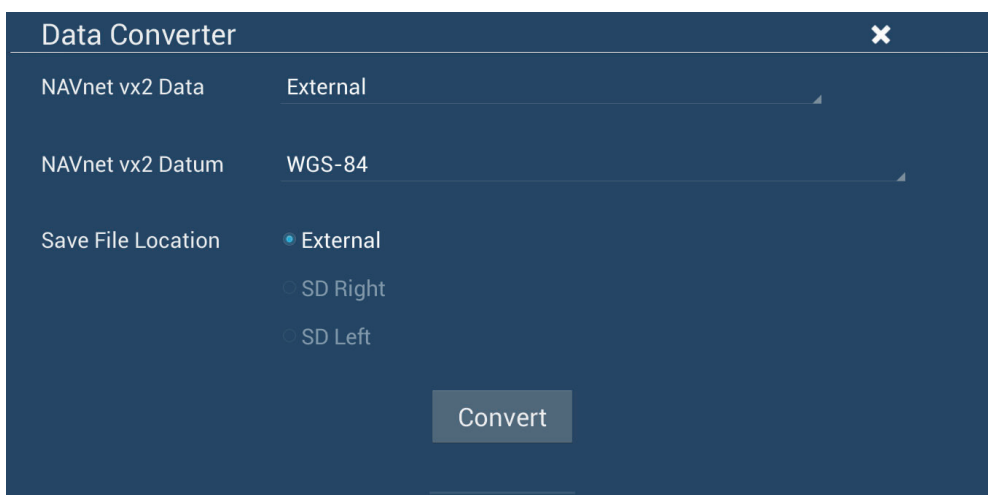 Data Converter
NAVnet vx2 Data External
NAVnet vx2 Datum WGS-84
Save File Location External
SD Right
SD Left
Convert